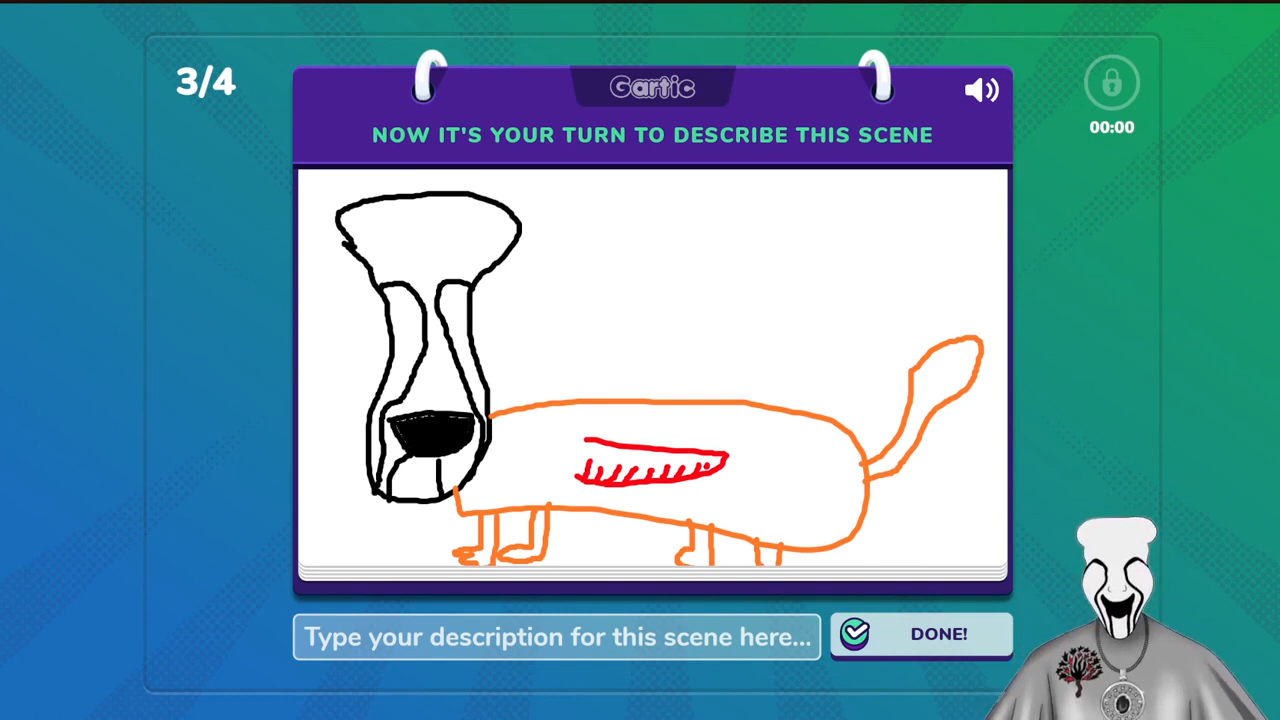 3/4
Gartic
NOW IT'S YOUR TURN TO DESCRIBE THIS SCENE
00:00
Type your description for this scene here...
DONE!